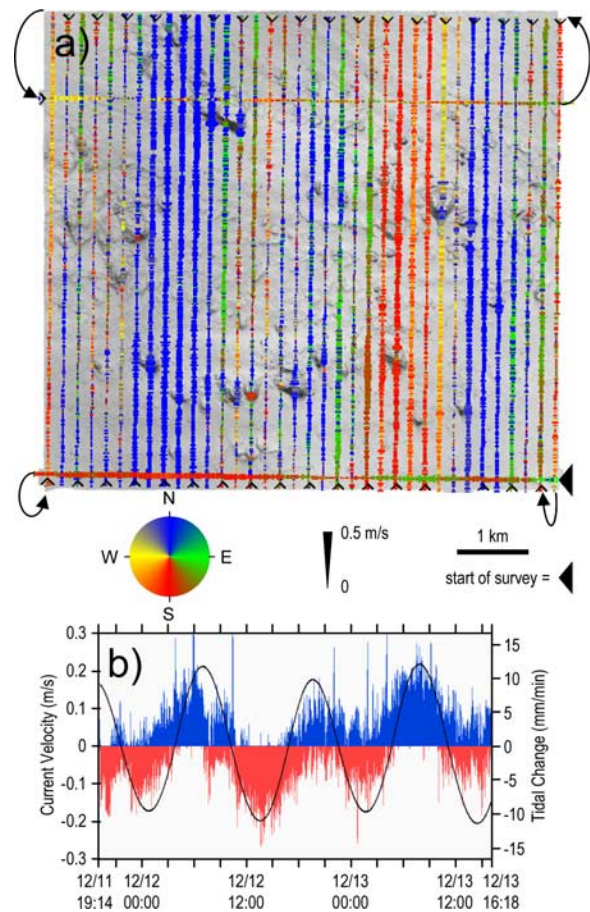 a)
N
W E
S
0.5 m/s
0
1 km
start of survey =
b)
0.3
0.2
0.1
0
-0.1
-0.2
-0.3
Current Velocity (m/s)
15
10
5
0
-5
-10
-15
Tidal Change (mm/min)
12/11 12/12 12/12 12/13 12/13 12/13
19:14 00:00 12:00 00:00 12:00 16:18